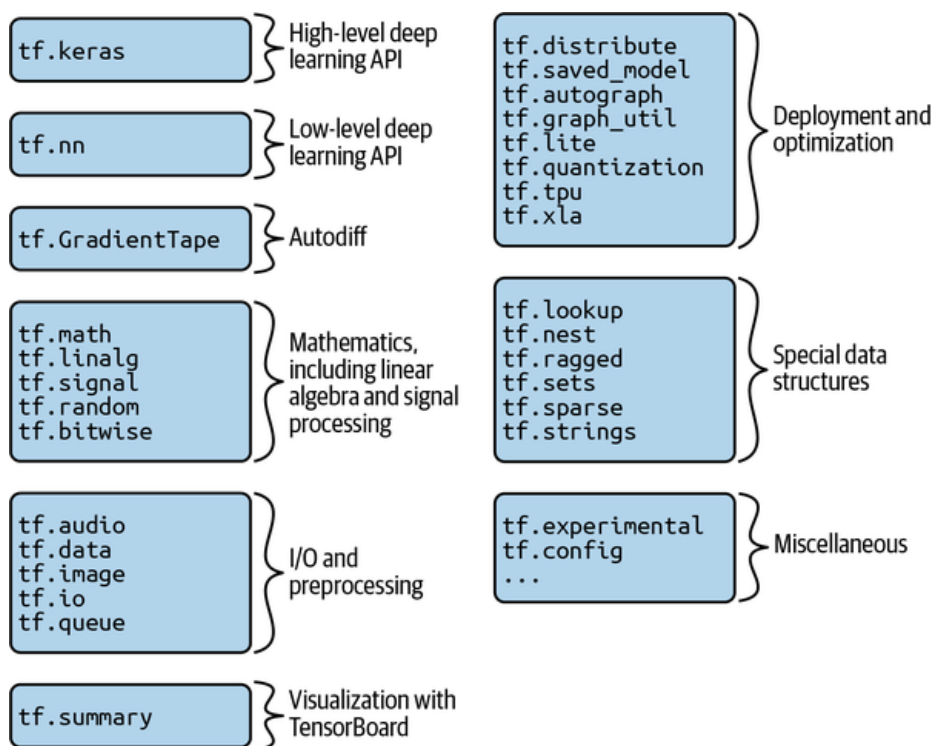 tf.keras
High-level deep
learning API
tf.nn
Low-level deep
learning API
tf.GradientTape
Autodiff
tf.math
tf.linalg
tf.signal
tf.random
tf.bitwise
Mathematics,
including linear
algebra and signal
processing
tf.audio
tf.data
tf.image
tf.io
tf.queue
I/O and
preprocessing
tf.summary
Visualization with
TensorBoard
tf.distribute
tf.saved_model
tf.autograph
tf.graph_util
tf.lite
tf.quantization
tf.tpu
tf.xla
Deployment and
optimization
tf.lookup
tf.nest
tf.ragged
tf.sets
tf.sparse
tf.strings
Special data
structures
tf.experimental
tf.config
...
Miscellaneous